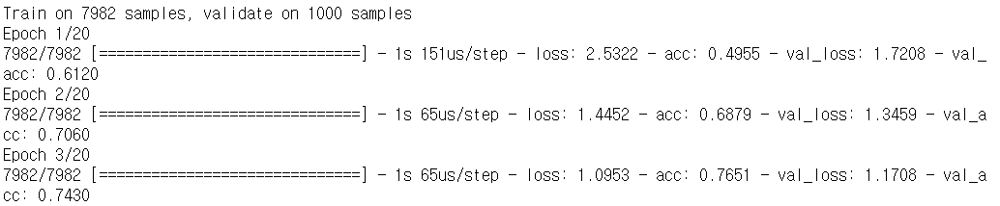 Train on 7982 samples, validate on 1000 samples
Epoch 1/20
7982/7982 [==============================] - 1s 151us/step - loss: 2.5322 - acc: 0.4955 - val_loss: 1.7208 - val_
acc: 0.6120
Epoch 2/20
7982/7982 [==============================] - 1s 65us/step - loss: 1.4452 - acc: 0.6879 - val_loss: 1.3459 - val_a
cc: 0.7060
Epoch 3/20
7982/7982 [==============================] - 1s 65us/step - loss: 1.0953 - acc: 0.7651 - val_loss: 1.1708 - val_a
cc: 0.7430